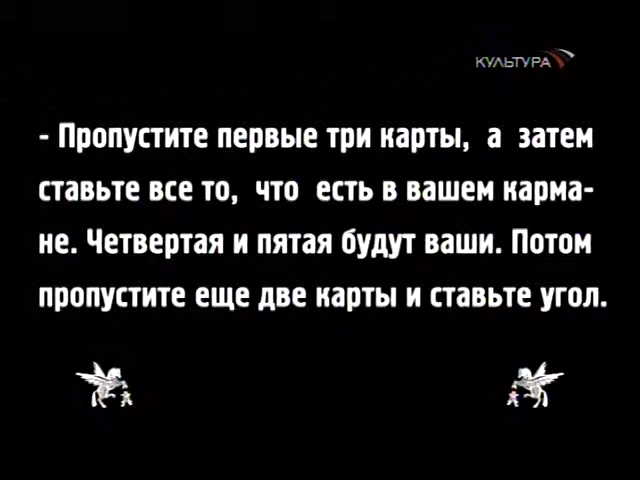 КУЛЬТУРА
- Пропустите первые три карты, а затем
ставьте все то, что есть в вашем карма-
не. Четвертая и пятая будут ваши. Потом
пропустите еще две карты и ставьте угол.